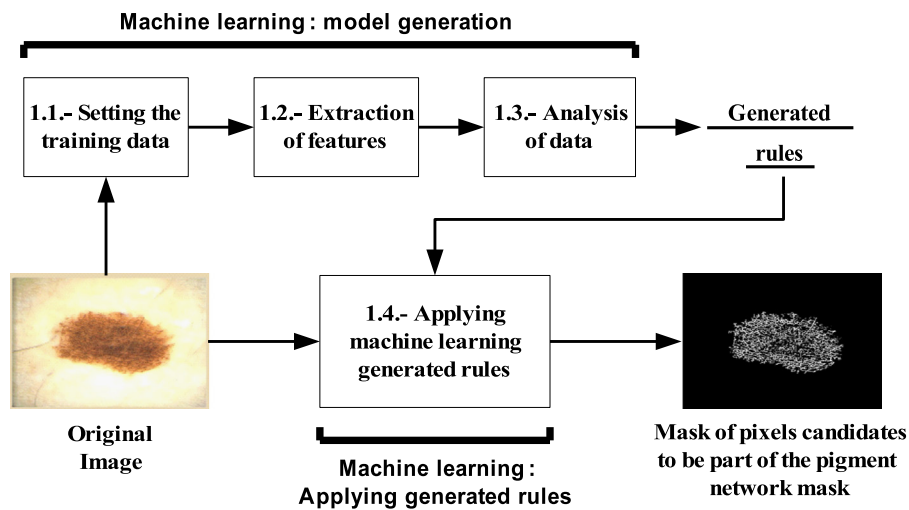 Machine learning : model generation
1.1.- Setting the
training data
1.2.- Extraction
of features
1.3.- Analysis
of data
Generated
rules
1.4.- Applying
machine learning
generated rules
Original
Image
Machine learning :
Applying generated rules
Mask of pixels candidates
to be part of the pigment
network mask